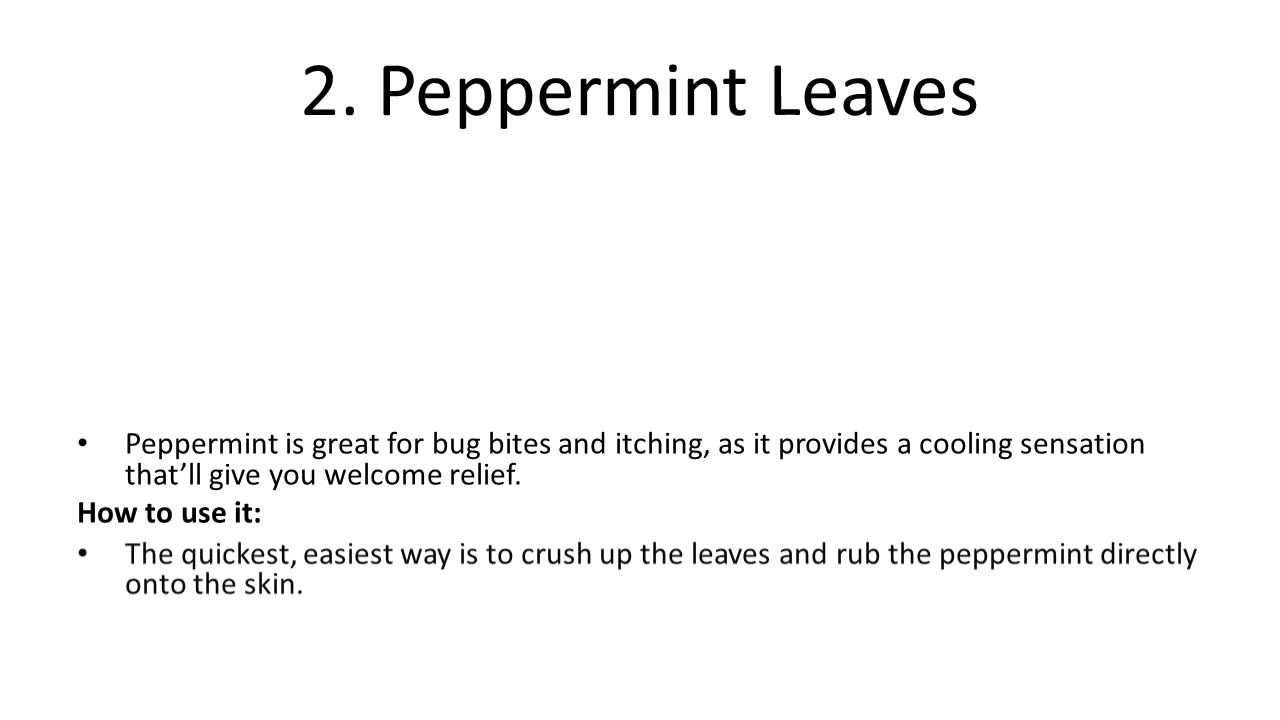 2. Peppermint Leaves
• Peppermint is great for bug bites and itching, as it provides a cooling sensation
that’ll give you welcome relief.
How to use it:
• The quickest, easiest way is to crush up the leaves and rub the peppermint directly
onto the skin.